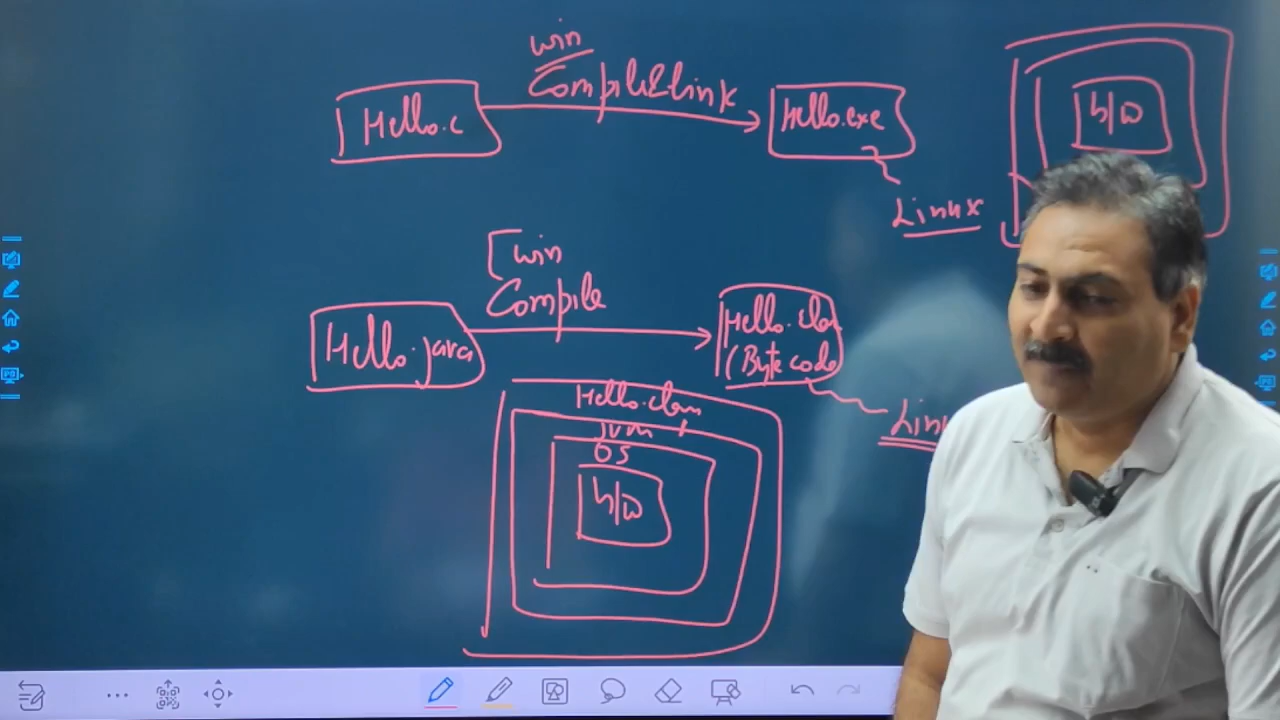 win
Compile & Link
Hello.c
Hello.exe
h/w
Linux
win
Compile
Hello.java
Hello.class
(Byte code
Hello.class
JVM
OS
h/w